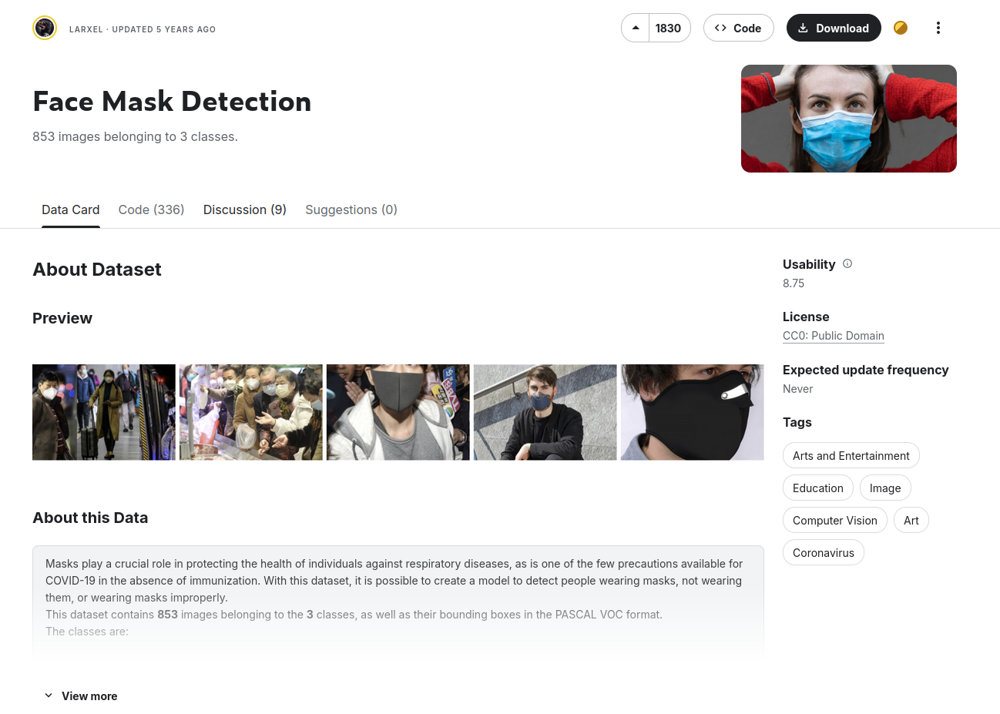 LARXEL · UPDATED 5 YEARS AGO
1830
Code
Download
Face Mask Detection
853 images belonging to 3 classes.
Data Card
Code (336)
Discussion (9)
Suggestions (0)
About Dataset
Preview
About this Data
Masks play a crucial role in protecting the health of individuals against respiratory diseases, as is one of the few precautions available for
COVID-19 in the absence of immunization. With this dataset, it is possible to create a model to detect people wearing masks, not wearing
them, or wearing masks improperly.
This dataset contains 853 images belonging to the 3 classes, as well as their bounding boxes in the PASCAL VOC format.
The classes are:
View more
Usability
8.75
License
CC0: Public Domain
Expected update frequency
Never
Tags
Arts and Entertainment
Education
Image
Computer Vision
Art
Coronavirus